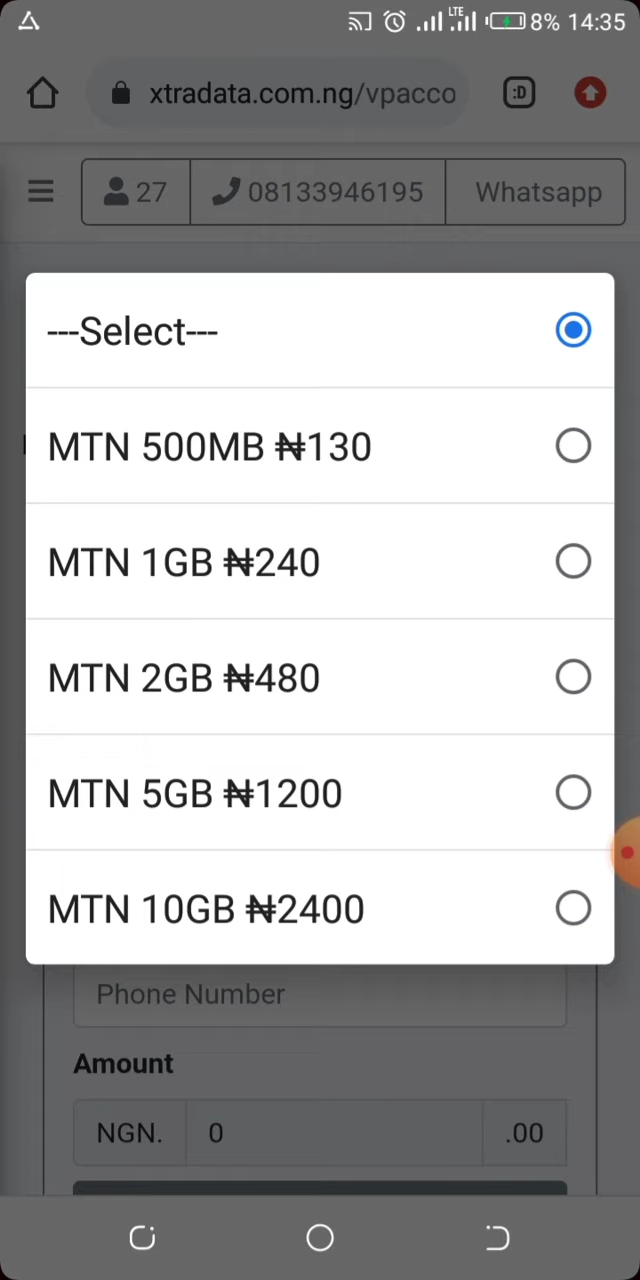 LTE
8% 14:35
xtradata.com.ng/vpacco
:D
27
08133946195
Whatsapp
---Select---
MTN 500MB ₦130
MTN 1GB ₦240
MTN 2GB ₦480
MTN 5GB ₦1200
MTN 10GB ₦2400
Phone Number
Amount
NGN.
0
.00